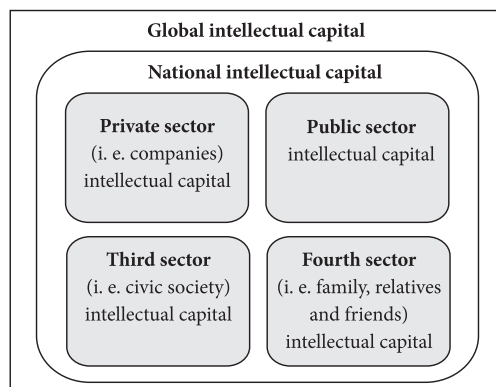 Global intellectual capital
National intellectual capital
Private sector
(i. e. companies)
intellectual capital
Public sector
intellectual capital
Third sector
(i. e. civic society)
intellectual capital
Fourth sector
(i. e. family, relatives
and friends)
intellectual capital